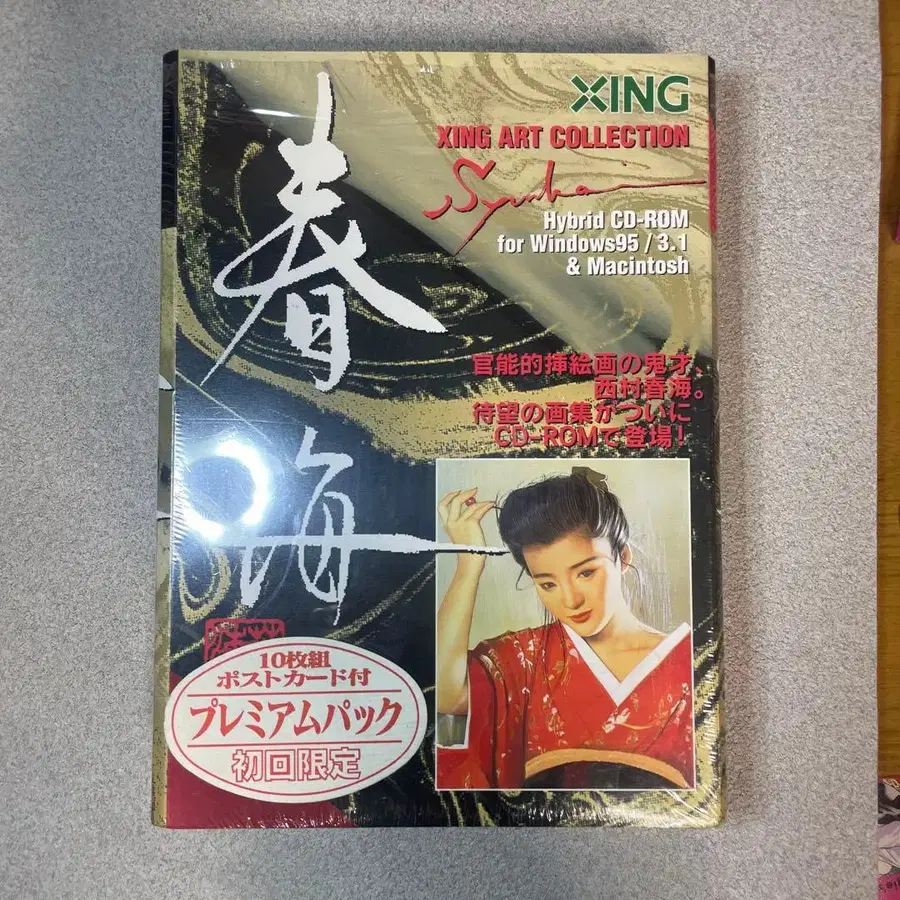 XING
XING ART COLLECTION
Syunkai
Hybrid CD-ROM
for Windows95 / 3.1
& Macintosh
春海
官能的挿絵画の鬼才、
西村春海。
待望の画集がついに
CD-ROMで登場!
10枚組
ポストカード付
プレミアムパック
初回限定